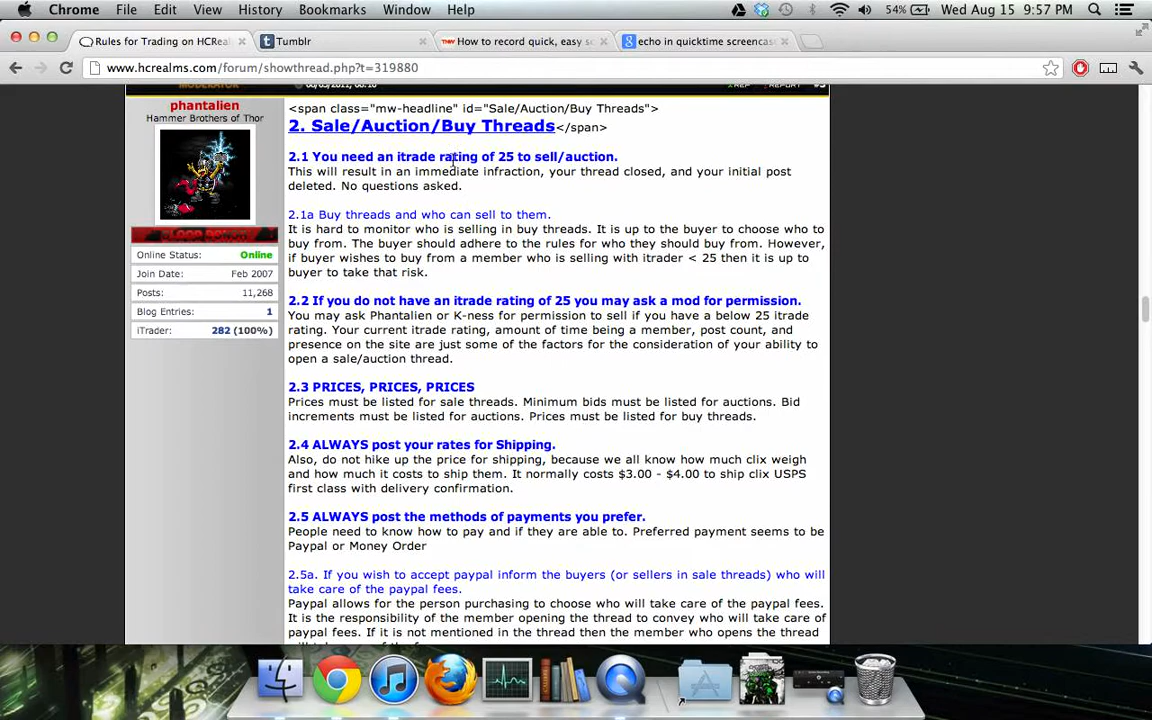 Chrome File Edit View History Bookmarks Window Help 54% Wed Aug 15 9:57 PM
Rules for Trading on HCRea
Tumblr
How to record quick, easy s
echo in quicktime screencas
www.hcrealms.com/forum/showthread.php?t=319880
phantalien
Hammer Brothers of Thor
Online Status: Online
Join Date: Feb 2007
Posts: 11,268
Blog Entries: 1
iTrader: 282 (100%)
<span class="mw-headline" id="Sale/Auction/Buy Threads">
2. Sale/Auction/Buy Threads</span>
2.1 You need an itrade rating of 25 to sell/auction.
This will result in an immediate infraction, your thread closed, and your initial post
deleted. No questions asked.
2.1a Buy threads and who can sell to them.
It is hard to monitor who is selling in buy threads. It is up to the buyer to choose who to
buy from. The buyer should adhere to the rules for who they should buy from. However,
if buyer wishes to buy from a member who is selling with itrader < 25 then it is up to
buyer to take that risk.
2.2 If you do not have an itrade rating of 25 you may ask a mod for permission.
You may ask Phantalien or K-ness for permission to sell if you have a below 25 itrade
rating. Your current itrade rating, amount of time being a member, post count, and
presence on the site are just some of the factors for the consideration of your ability to
open a sale/auction thread.
2.3 PRICES, PRICES, PRICES
Prices must be listed for sale threads. Minimum bids must be listed for auctions. Bid
increments must be listed for auctions. Prices must be listed for buy threads.
2.4 ALWAYS post your rates for Shipping.
Also, do not hike up the price for shipping, because we all know how much clix weigh
and how much it costs to ship them. It normally costs $3.00 - $4.00 to ship clix USPS
first class with delivery confirmation.
2.5 ALWAYS post the methods of payments you prefer.
People need to know how to pay and if they are able to. Preferred payment seems to be
Paypal or Money Order
2.5a. If you wish to accept paypal inform the buyers (or sellers in sale threads) who will
take care of the paypal fees.
Paypal allows for the person purchasing to choose who will take care of the paypal fees.
It is the responsibility of the member opening the thread to convey who will take care of
paypal fees. If it is not mentioned in the thread then the member who opens the thread